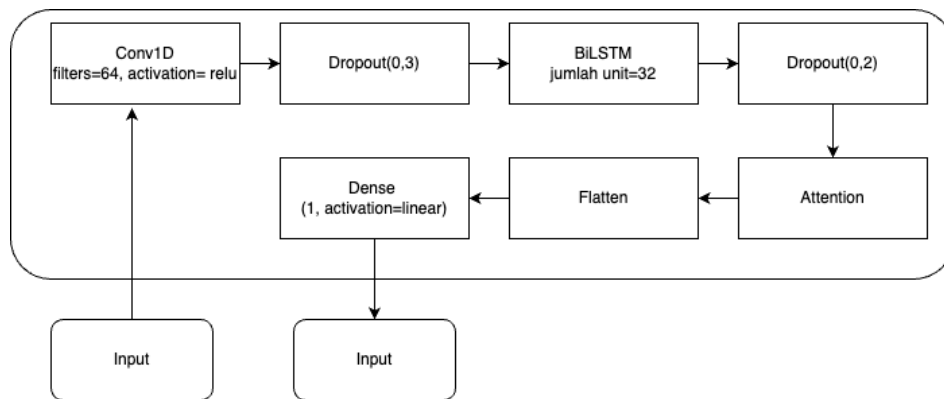 Conv1D
filters=64, activation= relu
Dropout(0,3)
BiLSTM
jumlah unit=32
Dropout(0,2)
Dense
(1, activation=linear)
Flatten
Attention
Input
Input